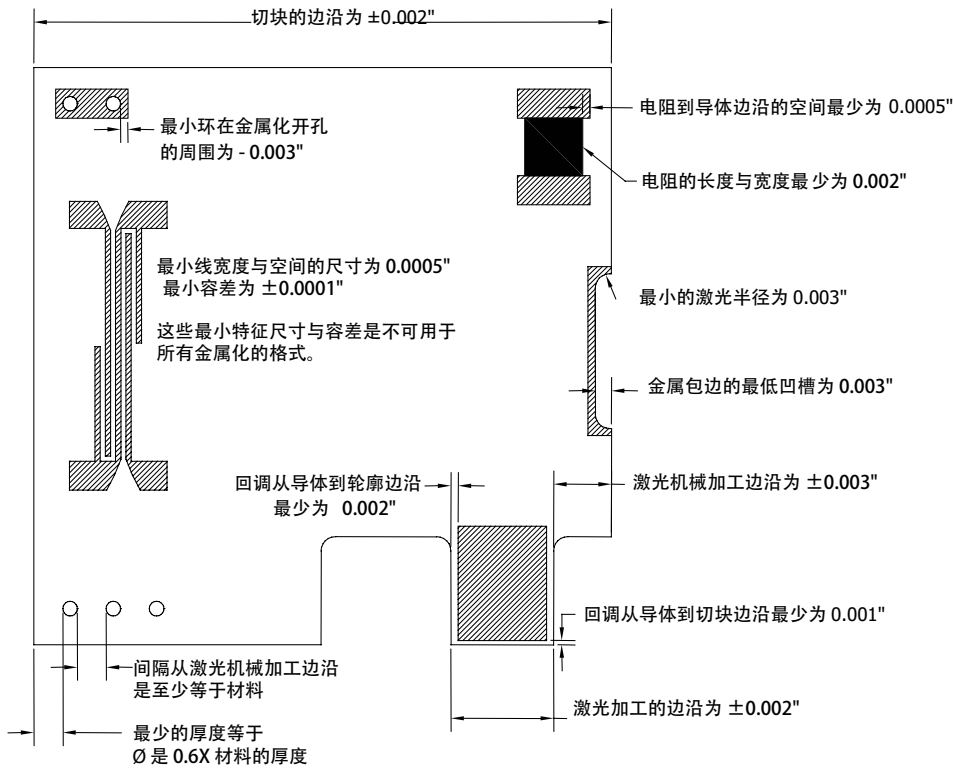 切块的边沿为 ±0.002"
电阻到导体边沿的空间最少为 0.0005"
最小环在金属化开孔
的周围为 - 0.003"
电阻的长度与宽度最少为 0.002"
最小线宽度与空间的尺寸为 0.0005"
最小容差为 ±0.0001"
最小的激光半径为 0.003"
这些最小特征尺寸与容差是不可用于
所有金属化的格式。
金属包边的最低凹槽为 0.003"
回调从导体到轮廓边沿
最少为 0.002"
激光机械加工边沿为 ±0.003"
回调从导体到切块边沿最少为 0.001"
间隔从激光机械加工边沿
是至少等于材料
激光加工的边沿为 ±0.002"
最少的厚度等于
Ø 是 0.6X 材料的厚度